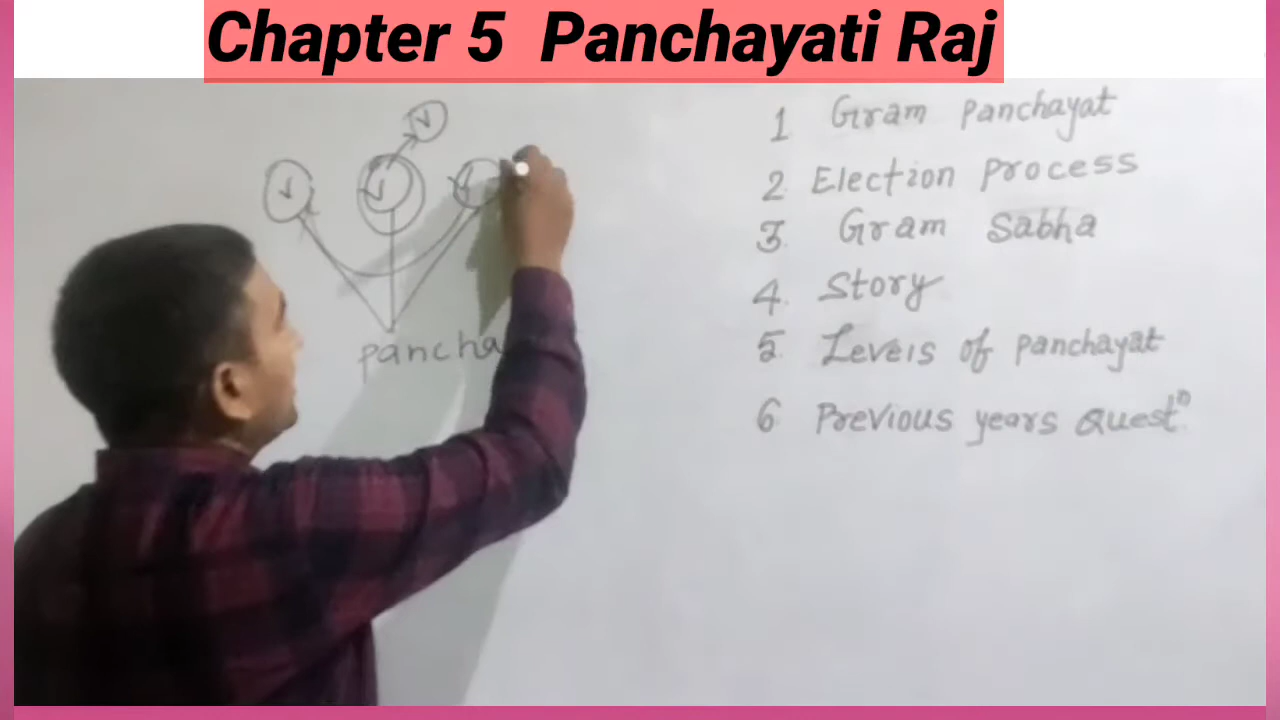 Chapter 5 Panchayati Raj
1 Gram panchayat
2 Election process
3. Gram Sabha
4. Story
5. Levels of panchayat
6 Previous years Questn.
pancha